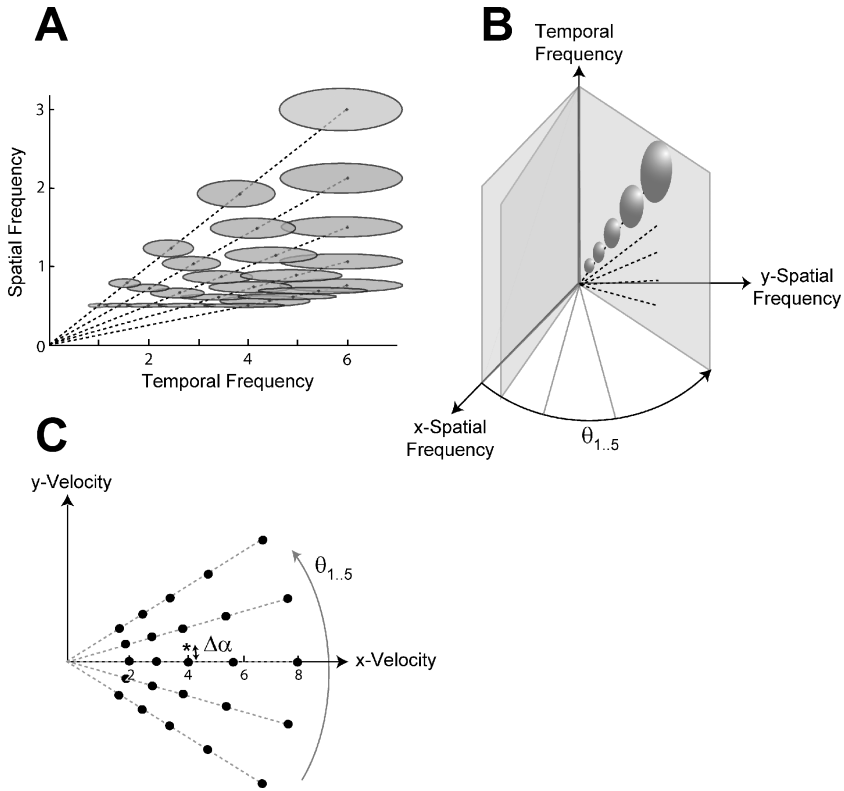 A
Spatial Frequency
3
2
1
0
2
4
6
Temporal Frequency
B
Temporal
Frequency
y-Spatial
Frequency
x-Spatial
Frequency
θ1..5
C
y-Velocity
θ1..5
* Δα
x-Velocity
2
4
6
8